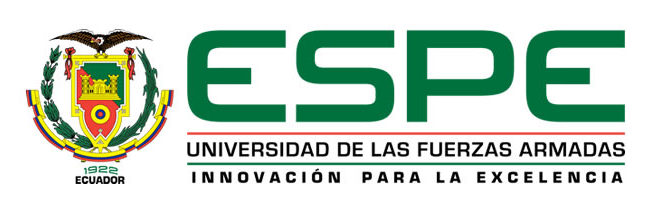 ESPE
UNIVERSIDAD DE LAS FUERZAS ARMADAS
INNOVACIÓN PARA LA EXCELENCIA
1922
ECUADOR